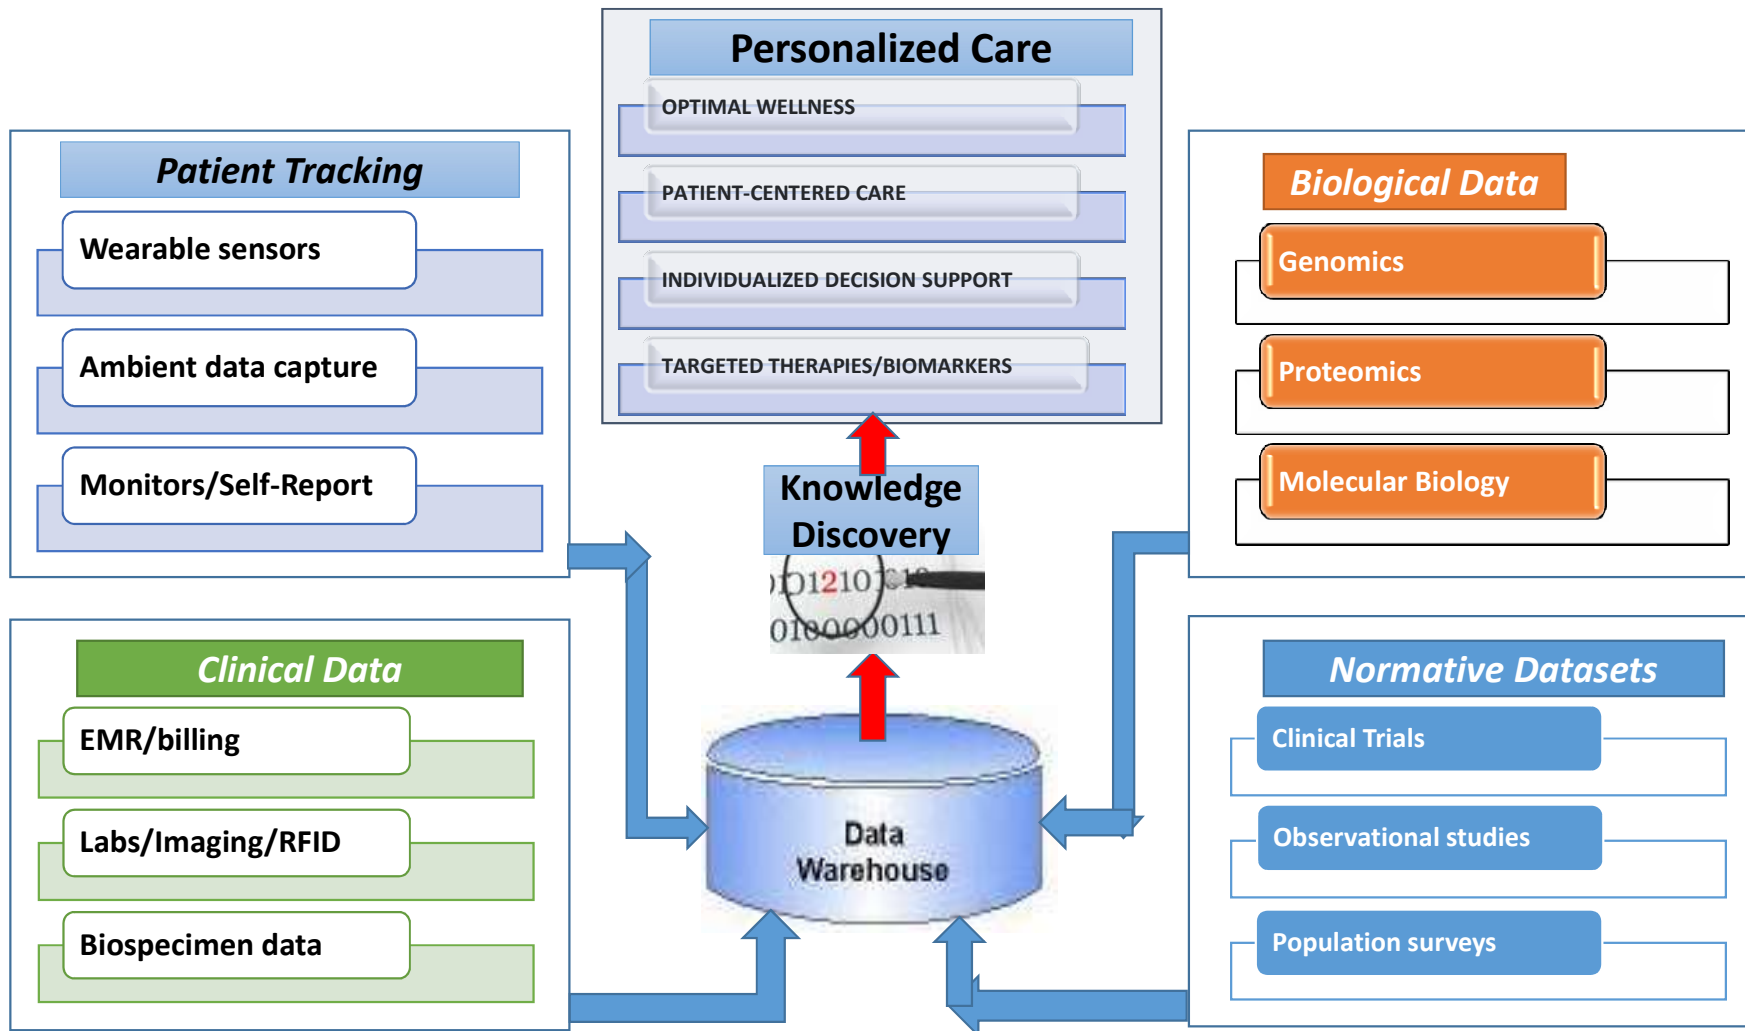 Personalized Care
OPTIMAL WELLNESS
PATIENT-CENTERED CARE
INDIVIDUALIZED DECISION SUPPORT
TARGETED THERAPIES/BIOMARKERS
Patient Tracking
Wearable sensors
Ambient data capture
Monitors/Self-Report
Biological Data
Genomics
Proteomics
Molecular Biology
Knowledge
Discovery
00100000111
Clinical Data
EMR/billing
Labs/Imaging/RFID
Biospecimen data
Data
Warehouse
Normative Datasets
Clinical Trials
Observational studies
Population surveys